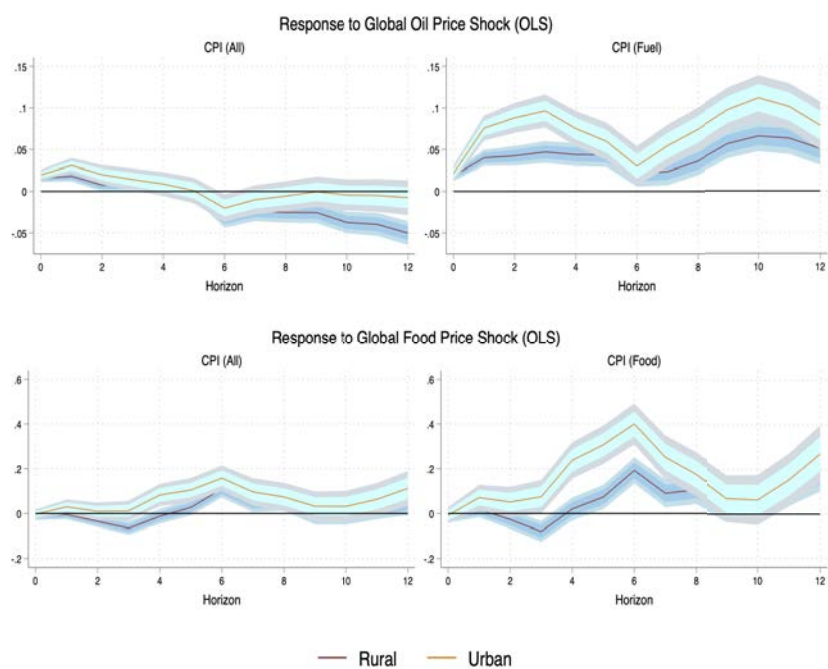 Response to Global Oil Price Shock (OLS)
CPI (All)
.15
.1
.05
0
-.05
0 2 4 6 8 10 12
Horizon
CPI (Fuel)
.15
.1
.05
0
-.05
0 2 4 6 8 10 12
Horizon
Response to Global Food Price Shock (OLS)
CPI (All)
.6
.4
.2
0
-.2
0 2 4 6 8 10 12
Horizon
CPI (Food)
.6
.4
.2
0
-.2
0 2 4 6 8 10 12
Horizon
Rural Urban